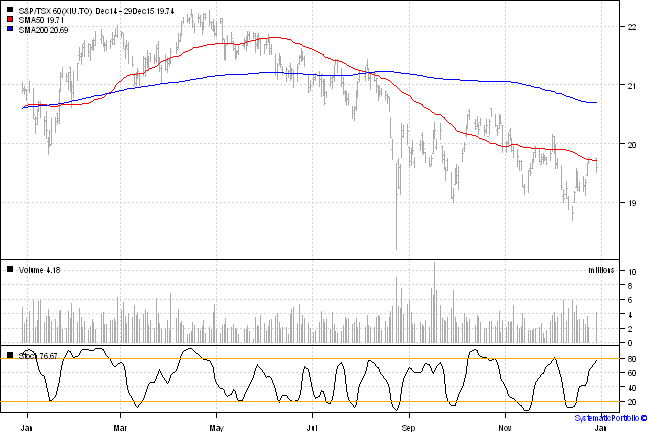 S&P/TSX 60(XIU.TO) Dec14 - 29Dec15 19.74
SMA50 19.71
SMA200 20.69
22
21
20
19
Volume 4.18
millions
10
8
6
4
2
0
Stoch 76.67
80
60
40
20
Jan Mar May Jul Sep Nov Jan
SystematicPortfolio ©